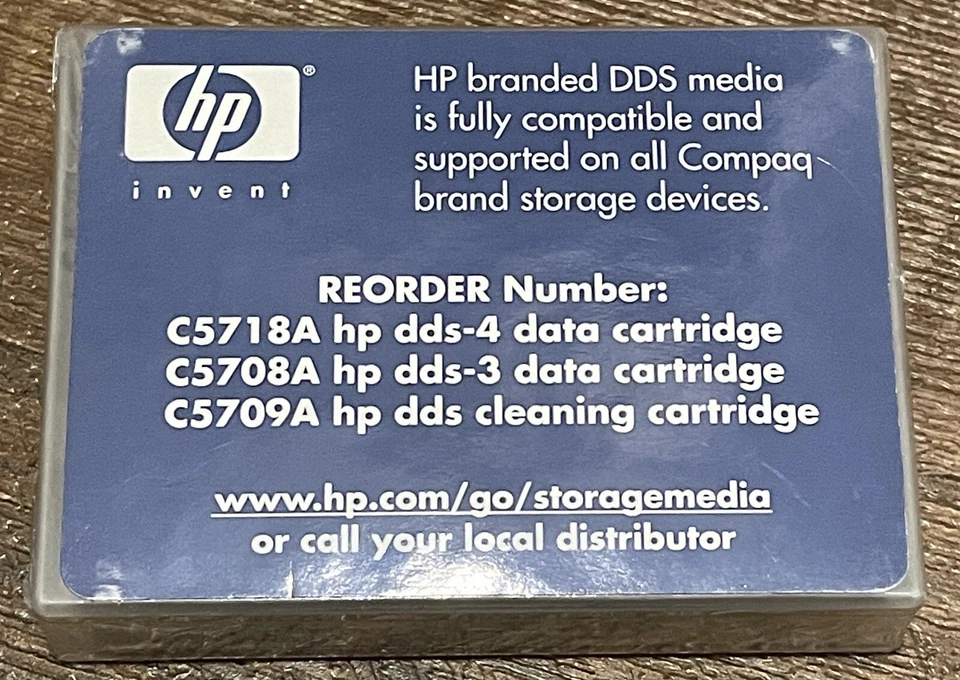 hp®
invent
HP branded DDS media
is fully compatible and
supported on all Compaq
brand storage devices.
REORDER Number:
C5718A hp dds-4 data cartridge
C5708A hp dds-3 data cartridge
C5709A hp dds cleaning cartridge
www.hp.com/go/storagemedia
or call your local distributor